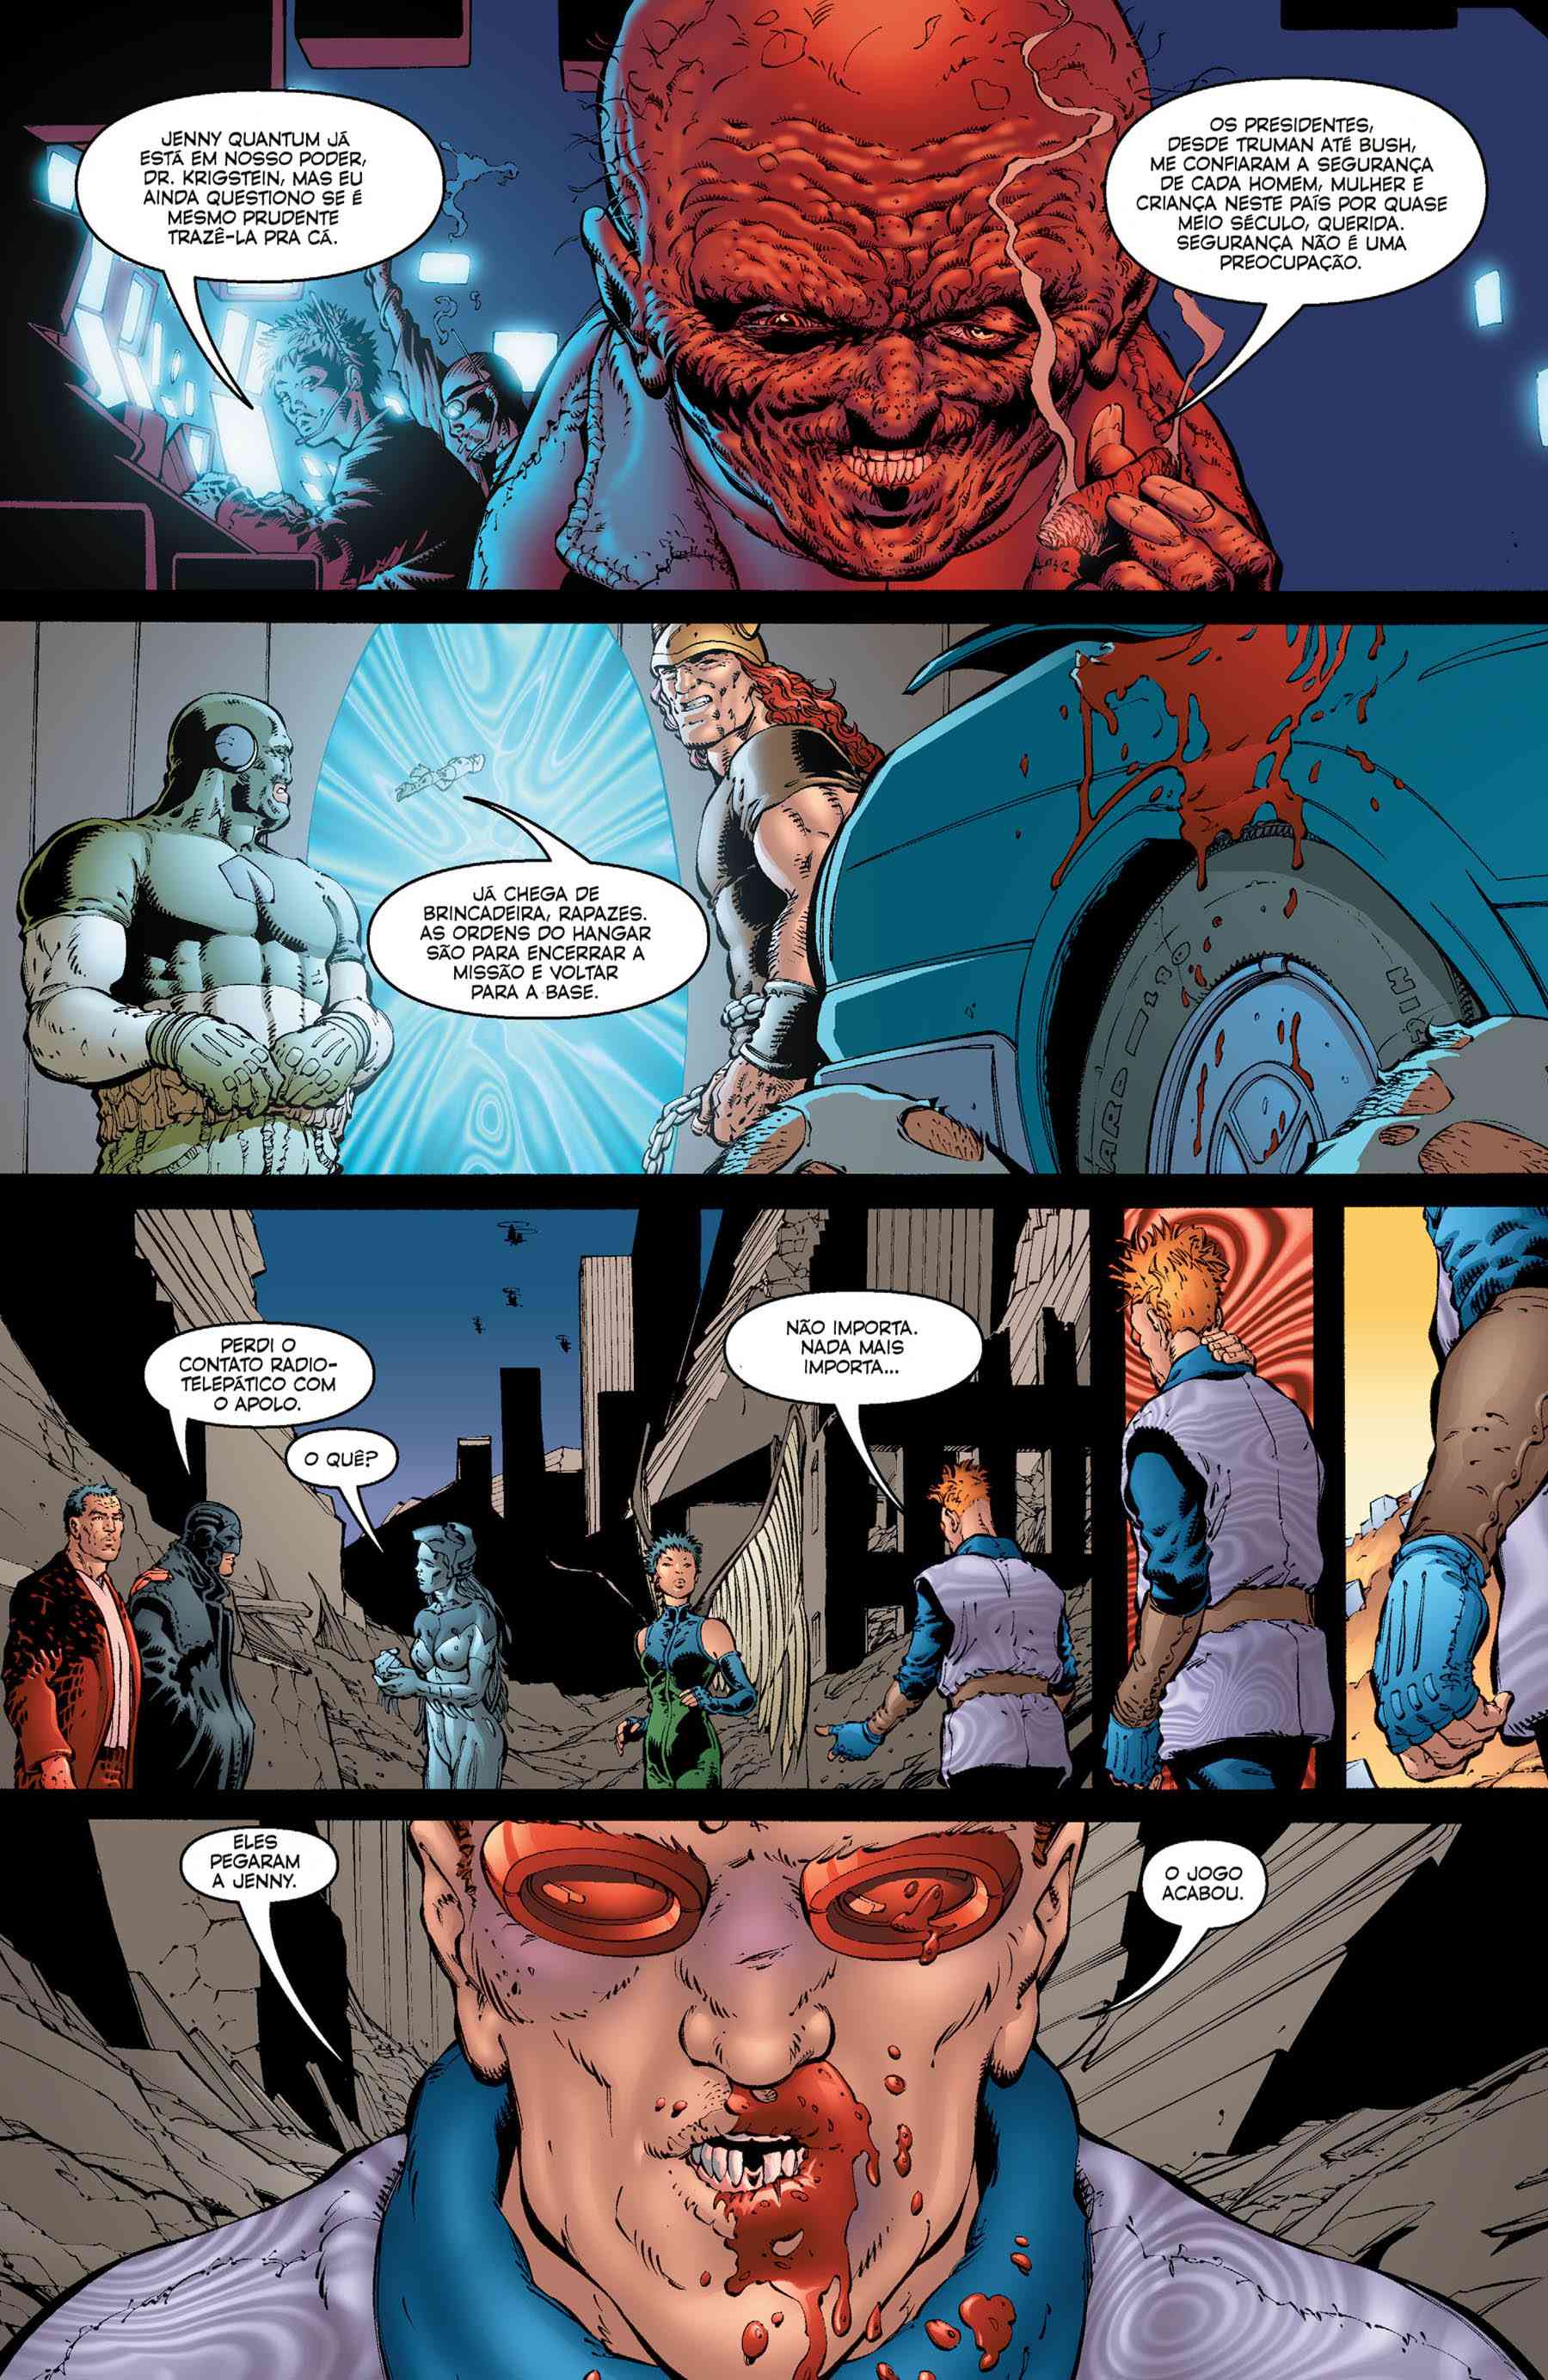 JENNY QUANTUM JÁ
ESTÁ EM NOSSO PODER,
DR. KRIGSTEIN, MAS EU
AINDA QUESTIONO SE É
MESMO PRUDENTE
TRAZÊ-LA PRA CÁ.
OS PRESIDENTES,
DESDE TRUMAN ATÉ BUSH,
ME CONFIARAM A SEGURANÇA
DE CADA HOMEM, MULHER E
CRIANÇA NESTE PAÍS POR QUASE
MEIO SÉCULO, QUERIDA.
SEGURANÇA NÃO É UMA
PREOCUPAÇÃO.
JÁ CHEGA DE
BRINCADEIRA, RAPAZES.
AS ORDENS DO HANGAR
SÃO PARA ENCERRAR A
MISSÃO E VOLTAR
PARA A BASE.
PERDI O
CONTATO RADIO-
TELEPÁTICO COM
O APOLO.
O QUÊ?
NÃO IMPORTA.
NADA MAIS
IMPORTA...
ELES
PEGARAM
A JENNY.
O JOGO
ACABOU.